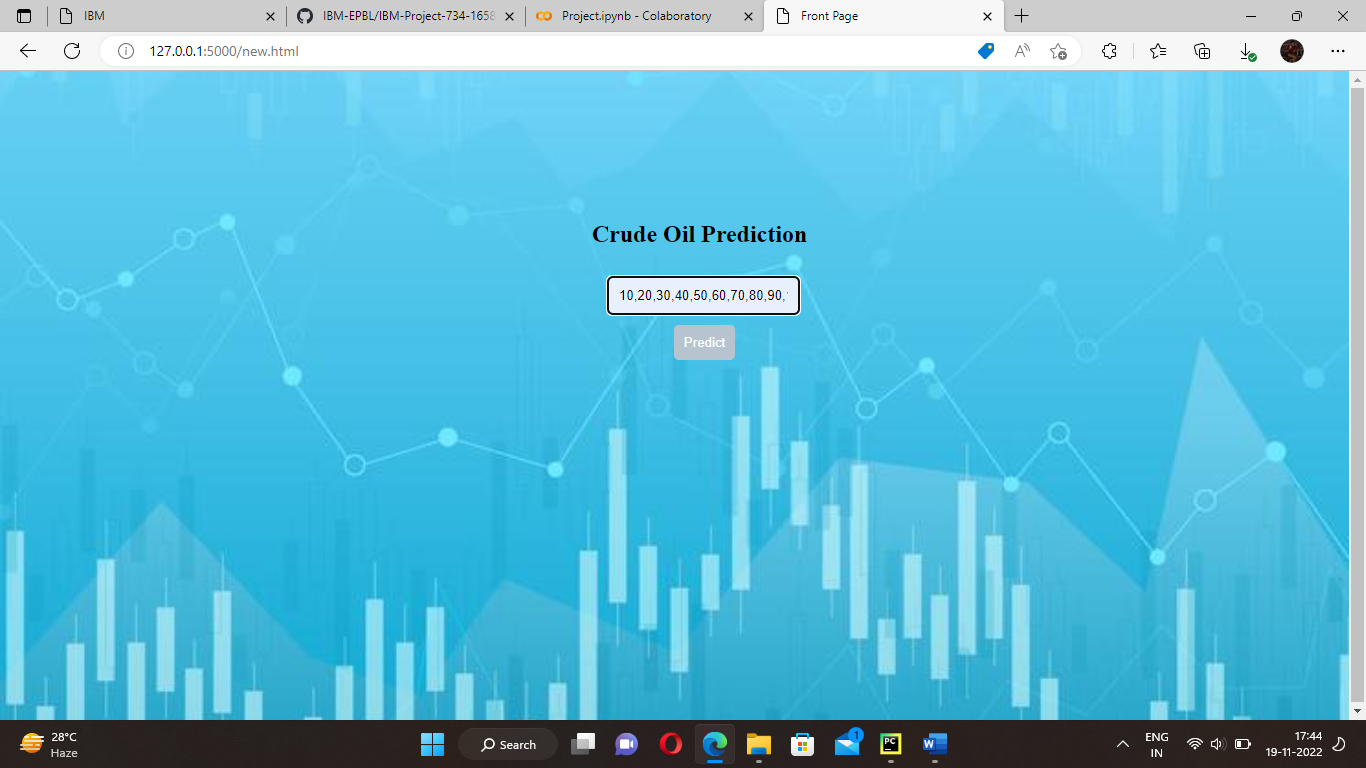 IBM
IBM-EPBL/IBM-Project-734-1658
Project.ipynb - Colaboratory
Front Page
127.0.0.1:5000/new.html
Crude Oil Prediction
10,20,30,40,50,60,70,80,90,
Predict
28°C
Haze
Search
1
PC
W
ENG
IN
17:44
19-11-2022